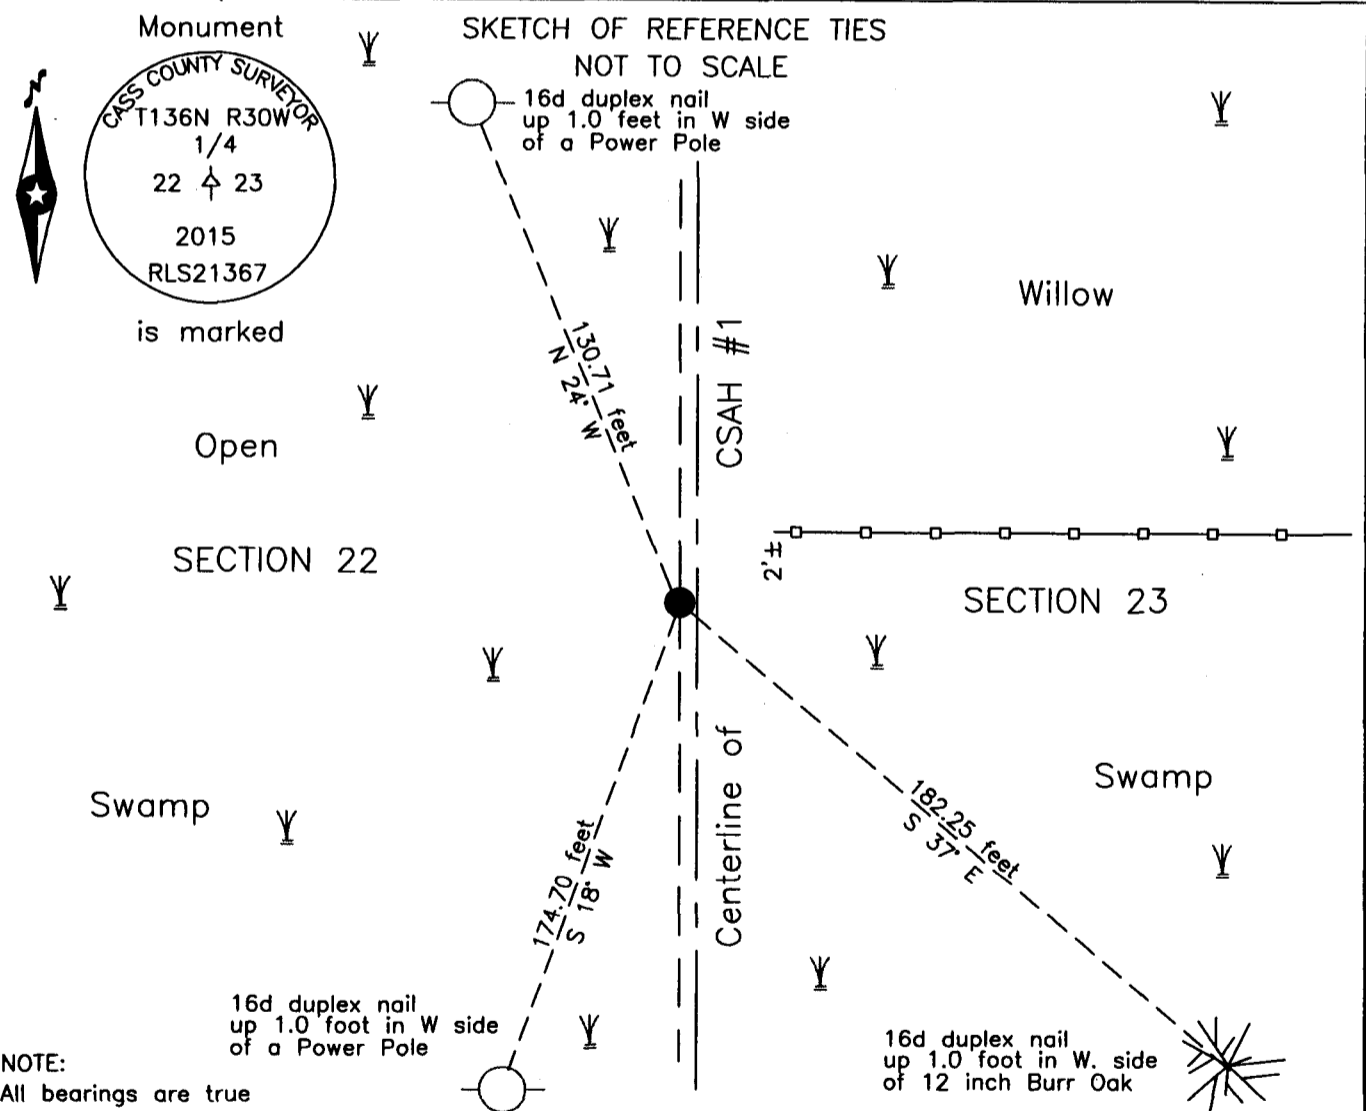 Monument
CASS COUNTY SURVEYOR
T136N R30W
1/4
22 23
2015
RLS21367
is marked
N
SKETCH OF REFERENCE TIES
NOT TO SCALE
16d duplex nail
up 1.0 feet in W side
of a Power Pole
130.71 feet
N 24° W
CSAH #1
Willow
Open
SECTION 22
2'±
SECTION 23
Swamp
Swamp
Centerline of
182.25 feet
S 37° E
174.70 feet
S 18° W
16d duplex nail
up 1.0 foot in W side
of a Power Pole
16d duplex nail
up 1.0 foot in W. side
of 12 inch Burr Oak
NOTE:
All bearings are true